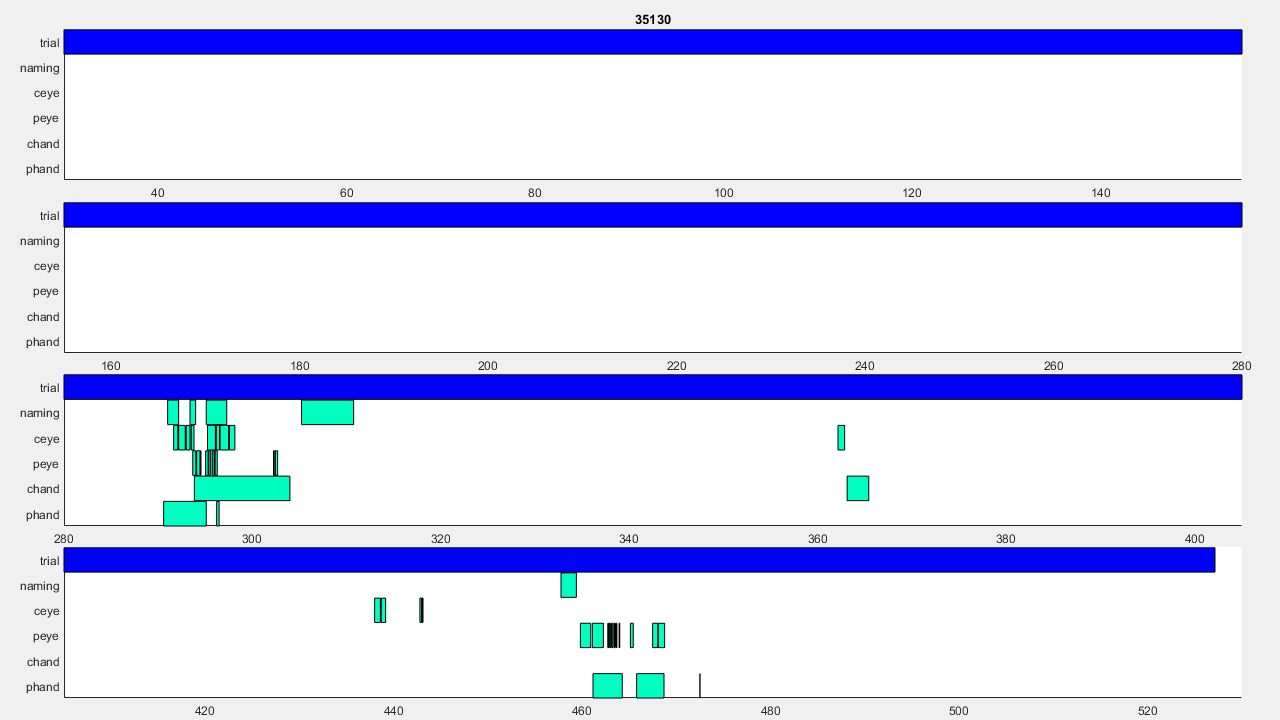 35130
trial
naming
ceye
peye
chand
phand
40 60 80 100 120 140
trial
naming
ceye
peye
chand
phand
160 180 200 220 240 260 280
trial
naming
ceye
peye
chand
phand
280 300 320 340 360 380 400
trial
naming
ceye
peye
chand
phand
420 440 460 480 500 520